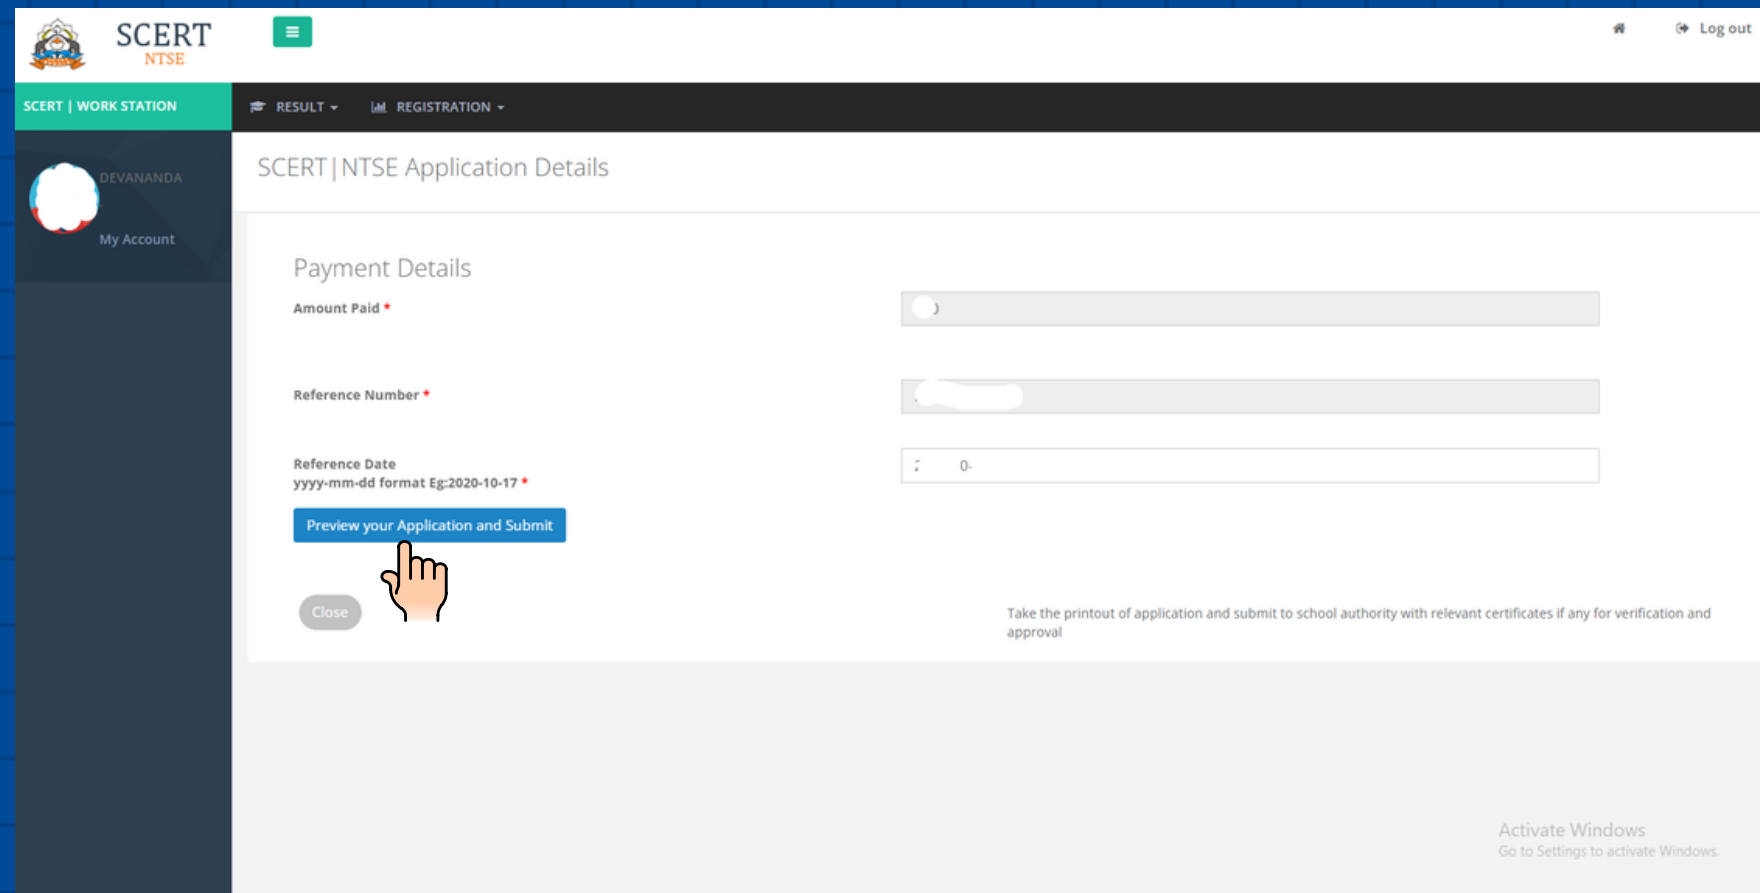 SCERT
NTSE
Log out
SCERT | WORK STATION
RESULT
REGISTRATION
DEVANANDA
My Account
SCERT|NTSE Application Details
Payment Details
Amount Paid *
Reference Number *
Reference Date
yyyy-mm-dd format Eg:2020-10-17 *
Preview your Application and Submit
Close
Take the printout of application and submit to school authority with relevant certificates if any for verification and
approval
Activate Windows
Go to Settings to activate Windows.